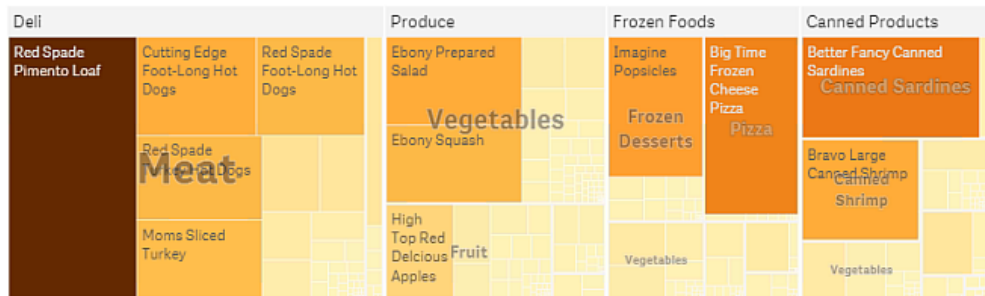 Deli
Produce
Frozen Foods
Canned Products
Red Spade
Pimento Loaf
Cutting Edge
Foot-Long Hot
Dogs
Red Spade
Foot-Long Hot
Dogs
Red Spade
Turkey Hot Dogs
Meat
Moms Sliced
Turkey
Ebony Prepared
Salad
Vegetables
Ebony Squash
High
Top Red
Delcious
Apples
Fruit
Imagine
Popsicles
Frozen
Desserts
Big Time
Frozen
Cheese
Pizza
Pizza
Vegetables
Better Fancy Canned
Sardines
Canned Sardines
Bravo Large
Canned Shrimp
Canned
Shrimp
Vegetables